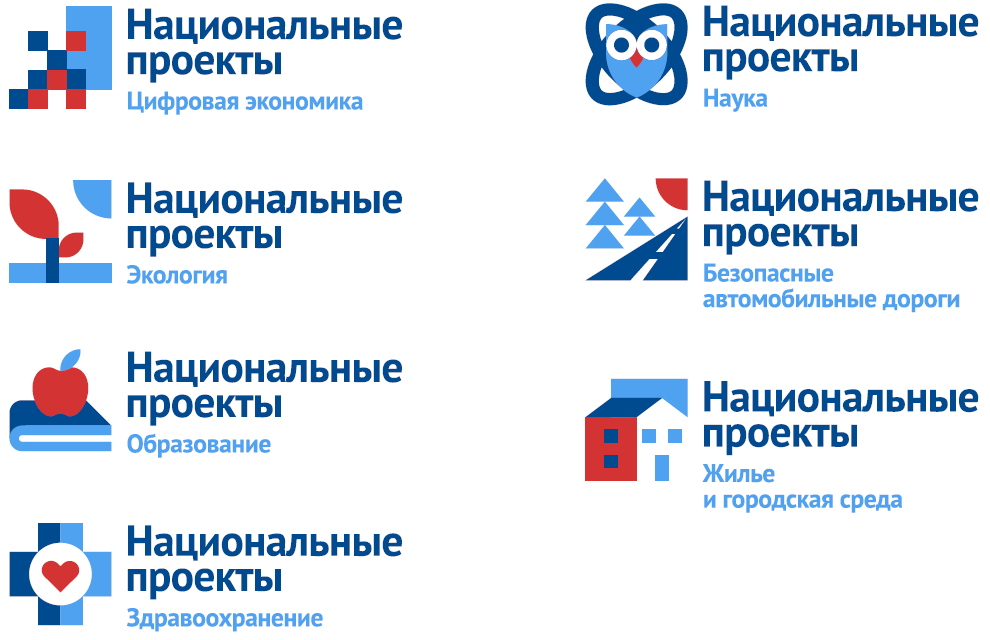 Национальные
проекты
Цифровая экономика
Национальные
проекты
Экология
Национальные
проекты
Образование
Национальные
проекты
Здравоохранение
Национальные
проекты
Наука
Национальные
проекты
Безопасные
автомобильные дороги
Национальные
проекты
Жилье
и городская среда